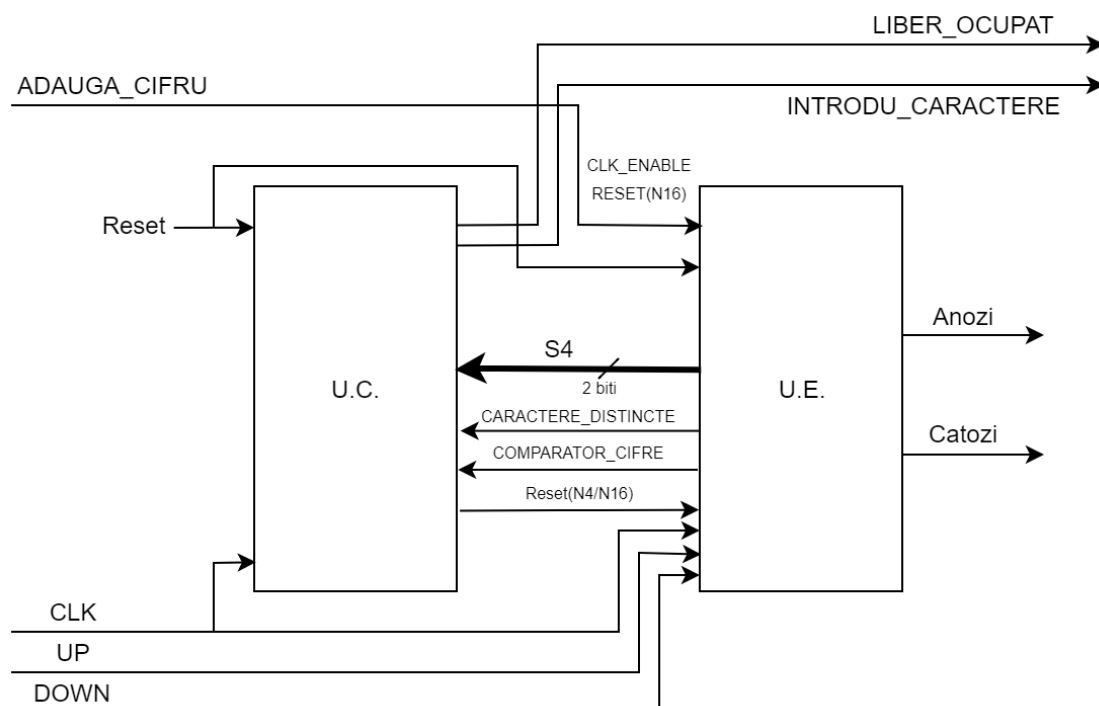 LIBER_OCUPAT
ADAUGA_CIFRU
INTRODU_CARACTERE
CLK_ENABLE
RESET(N16)
Reset
Anozi
S4
2 biti
U.C.
U.E.
CARACTERE_DISTINCTE
Catozi
COMPARATOR_CIFRE
Reset(N4/N16)
CLK
UP
DOWN